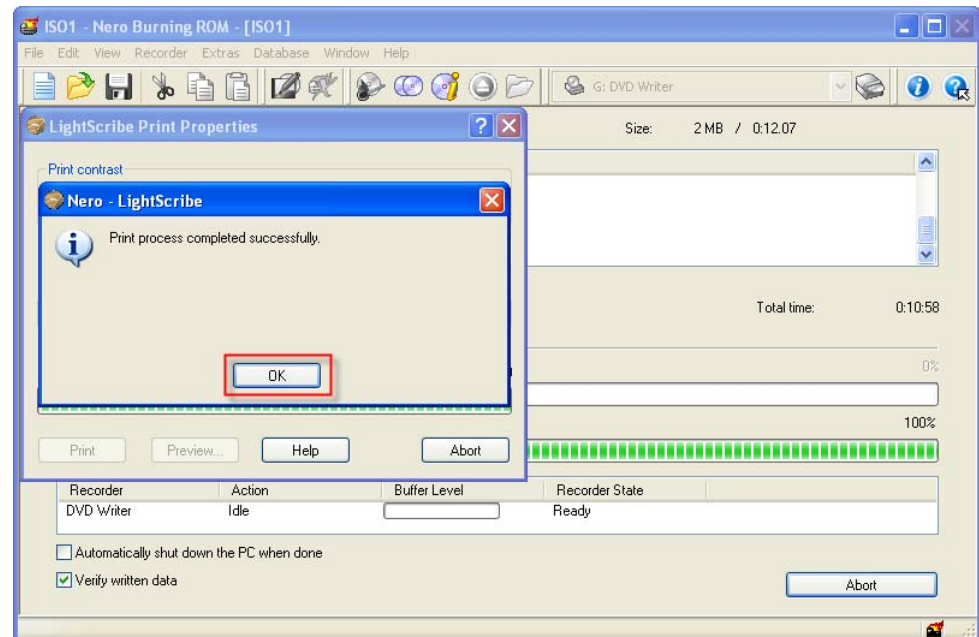 ISO1 - Nero Burning ROM - [ISO1]
File Edit View Recorder Extras Database Window Help
G: DVD Writer
LightScribe Print Properties
Size: 2 MB / 0:12.07
Print contrast
Nero - LightScribe
Print process completed successfully.
Total time: 0:10:58
0%
OK
100%
Print Preview... Help Abort
Recorder Action Buffer Level Recorder State
DVD Writer Idle Ready
Automatically shut down the PC when done
Verify written data
Abort